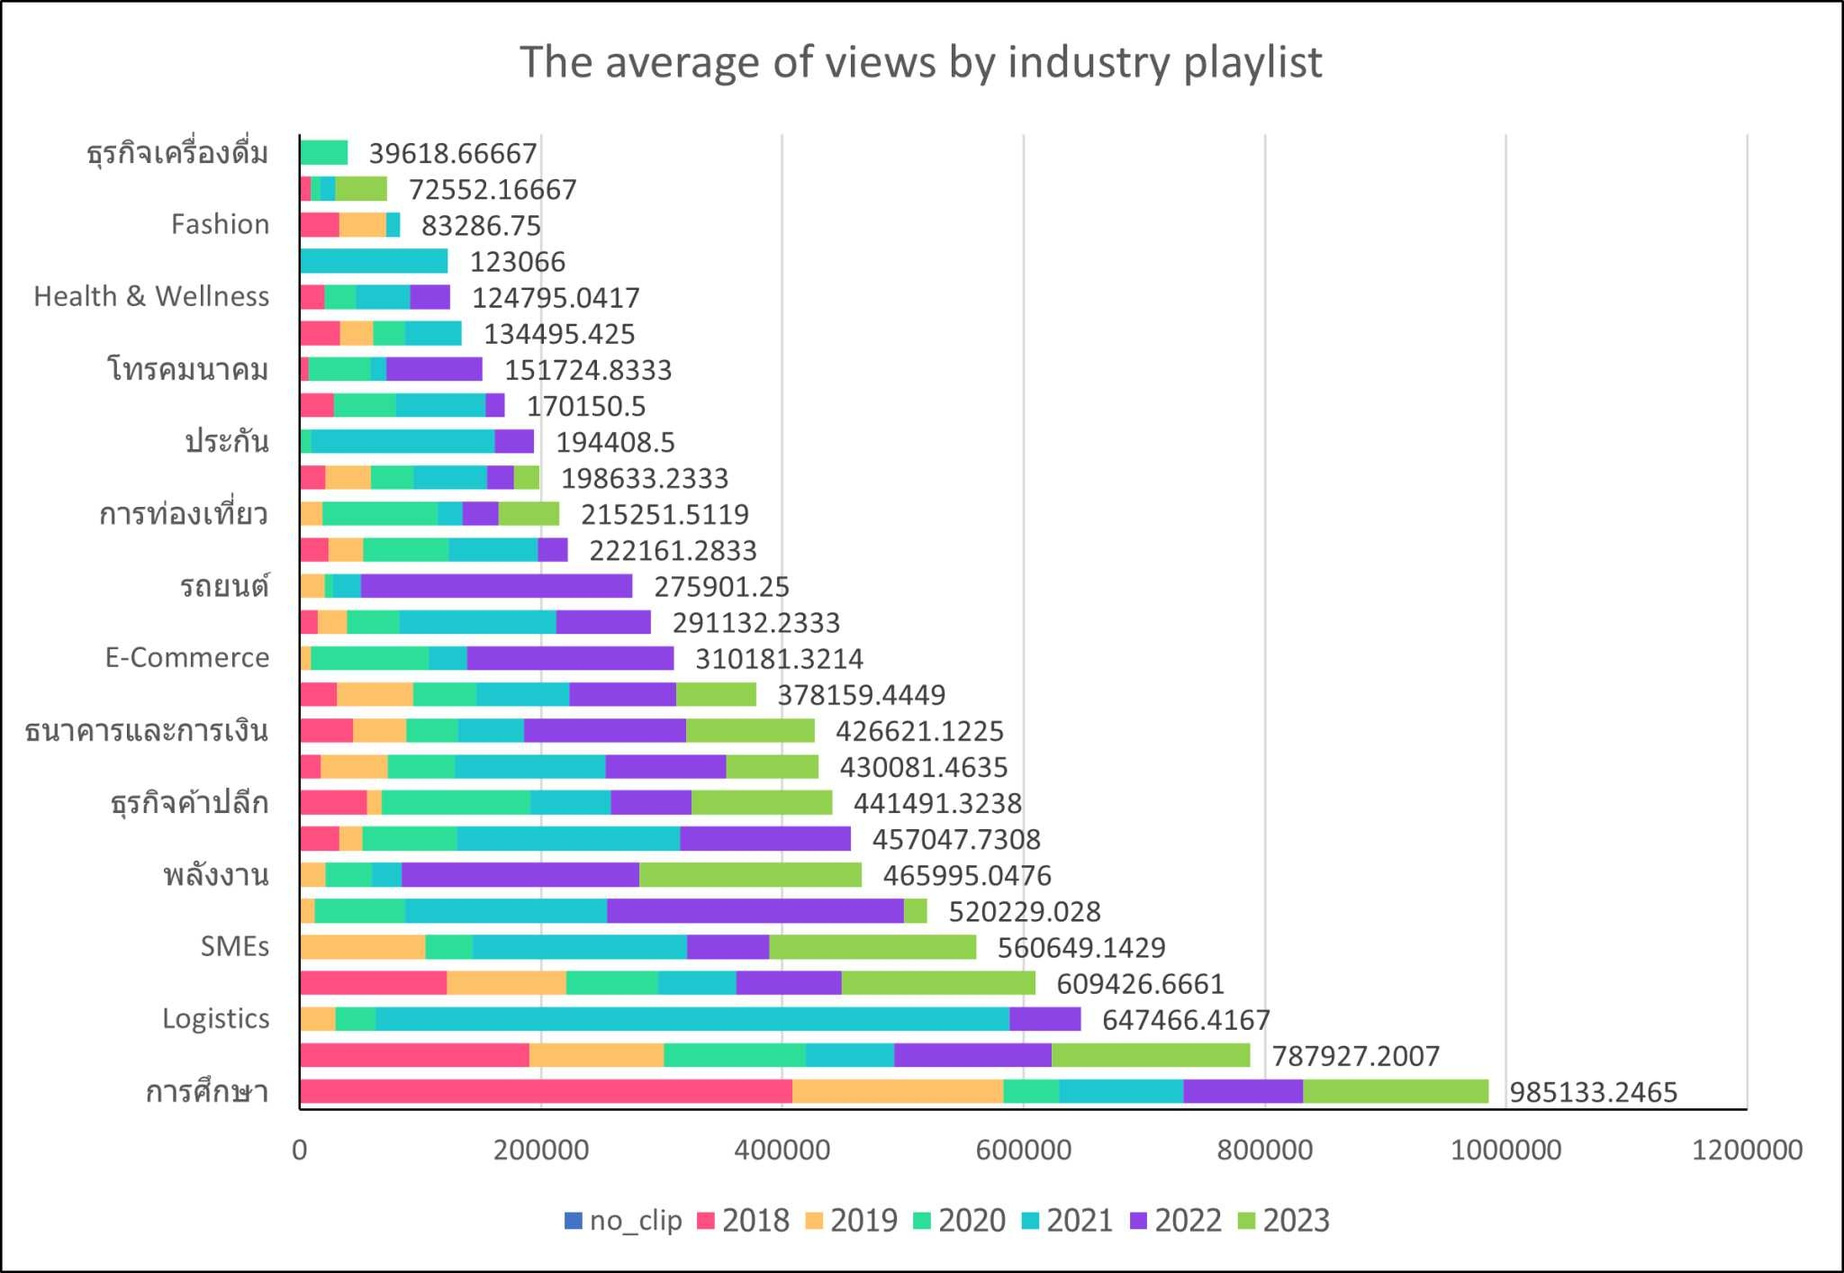 The average of views by industry playlist
ธุรกิจเครื่องดื่ม 39618.66667
72552.16667
Fashion 83286.75
123066
Health & Wellness 124795.0417
134495.425
โทรคมนาคม 151724.8333
170150.5
ประกัน 194408.5
198633.2333
การท่องเที่ยว 215251.5119
222161.2833
รถยนต์ 275901.25
291132.2333
E-Commerce 310181.3214
378159.4449
ธนาคารและการเงิน 426621.1225
430081.4635
ธุรกิจค้าปลีก 441491.3238
457047.7308
พลังงาน 465995.0476
520229.028
SMEs 560649.1429
609426.6661
Logistics 647466.4167
787927.2007
การศึกษา 985133.2465
0 200000 400000 600000 800000 1000000 1200000
no_clip 2018 2019 2020 2021 2022 2023